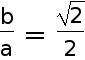 b/a = √2/2